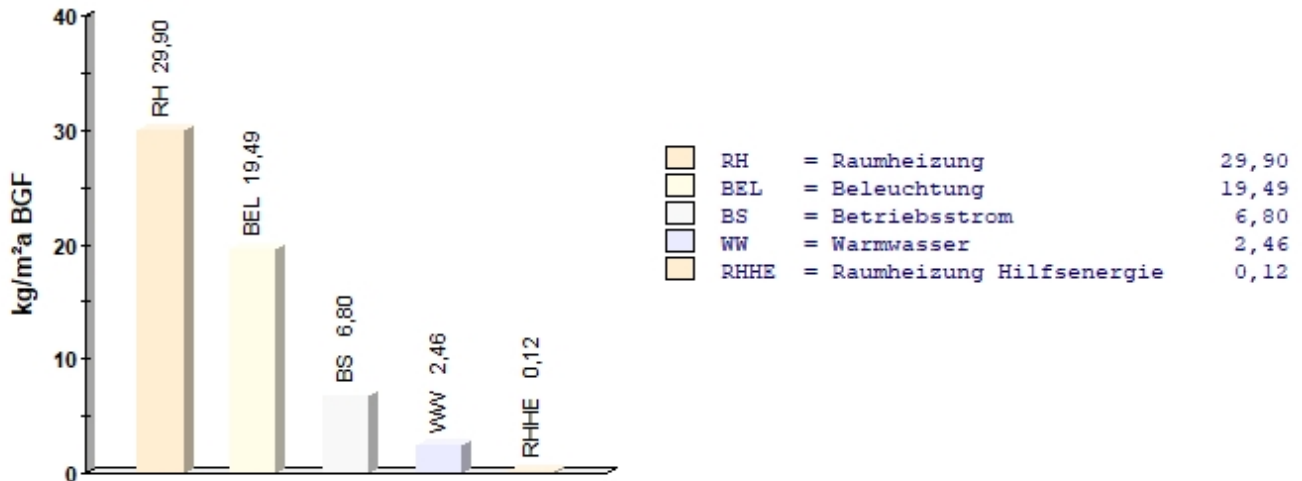 kg/m²a BGF
40
30
20
10
0
RH 29,90
BEL 19,49
BS 6,80
WW 2,46
RHHE 0,12
RH = Raumheizung 29,90
BEL = Beleuchtung 19,49
BS = Betriebsstrom 6,80
WW = Warmwasser 2,46
RHHE = Raumheizung Hilfsenergie 0,12